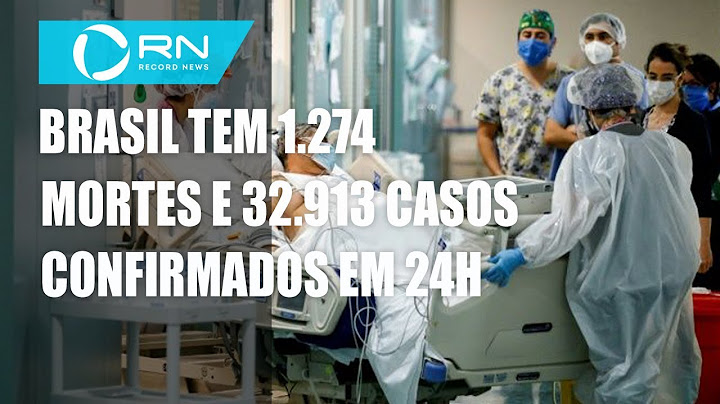 RN
RECORD NEWS
BRASIL TEM 1.274
MORTES E 32.913 CASOS
CONFIRMADOS EM 24H